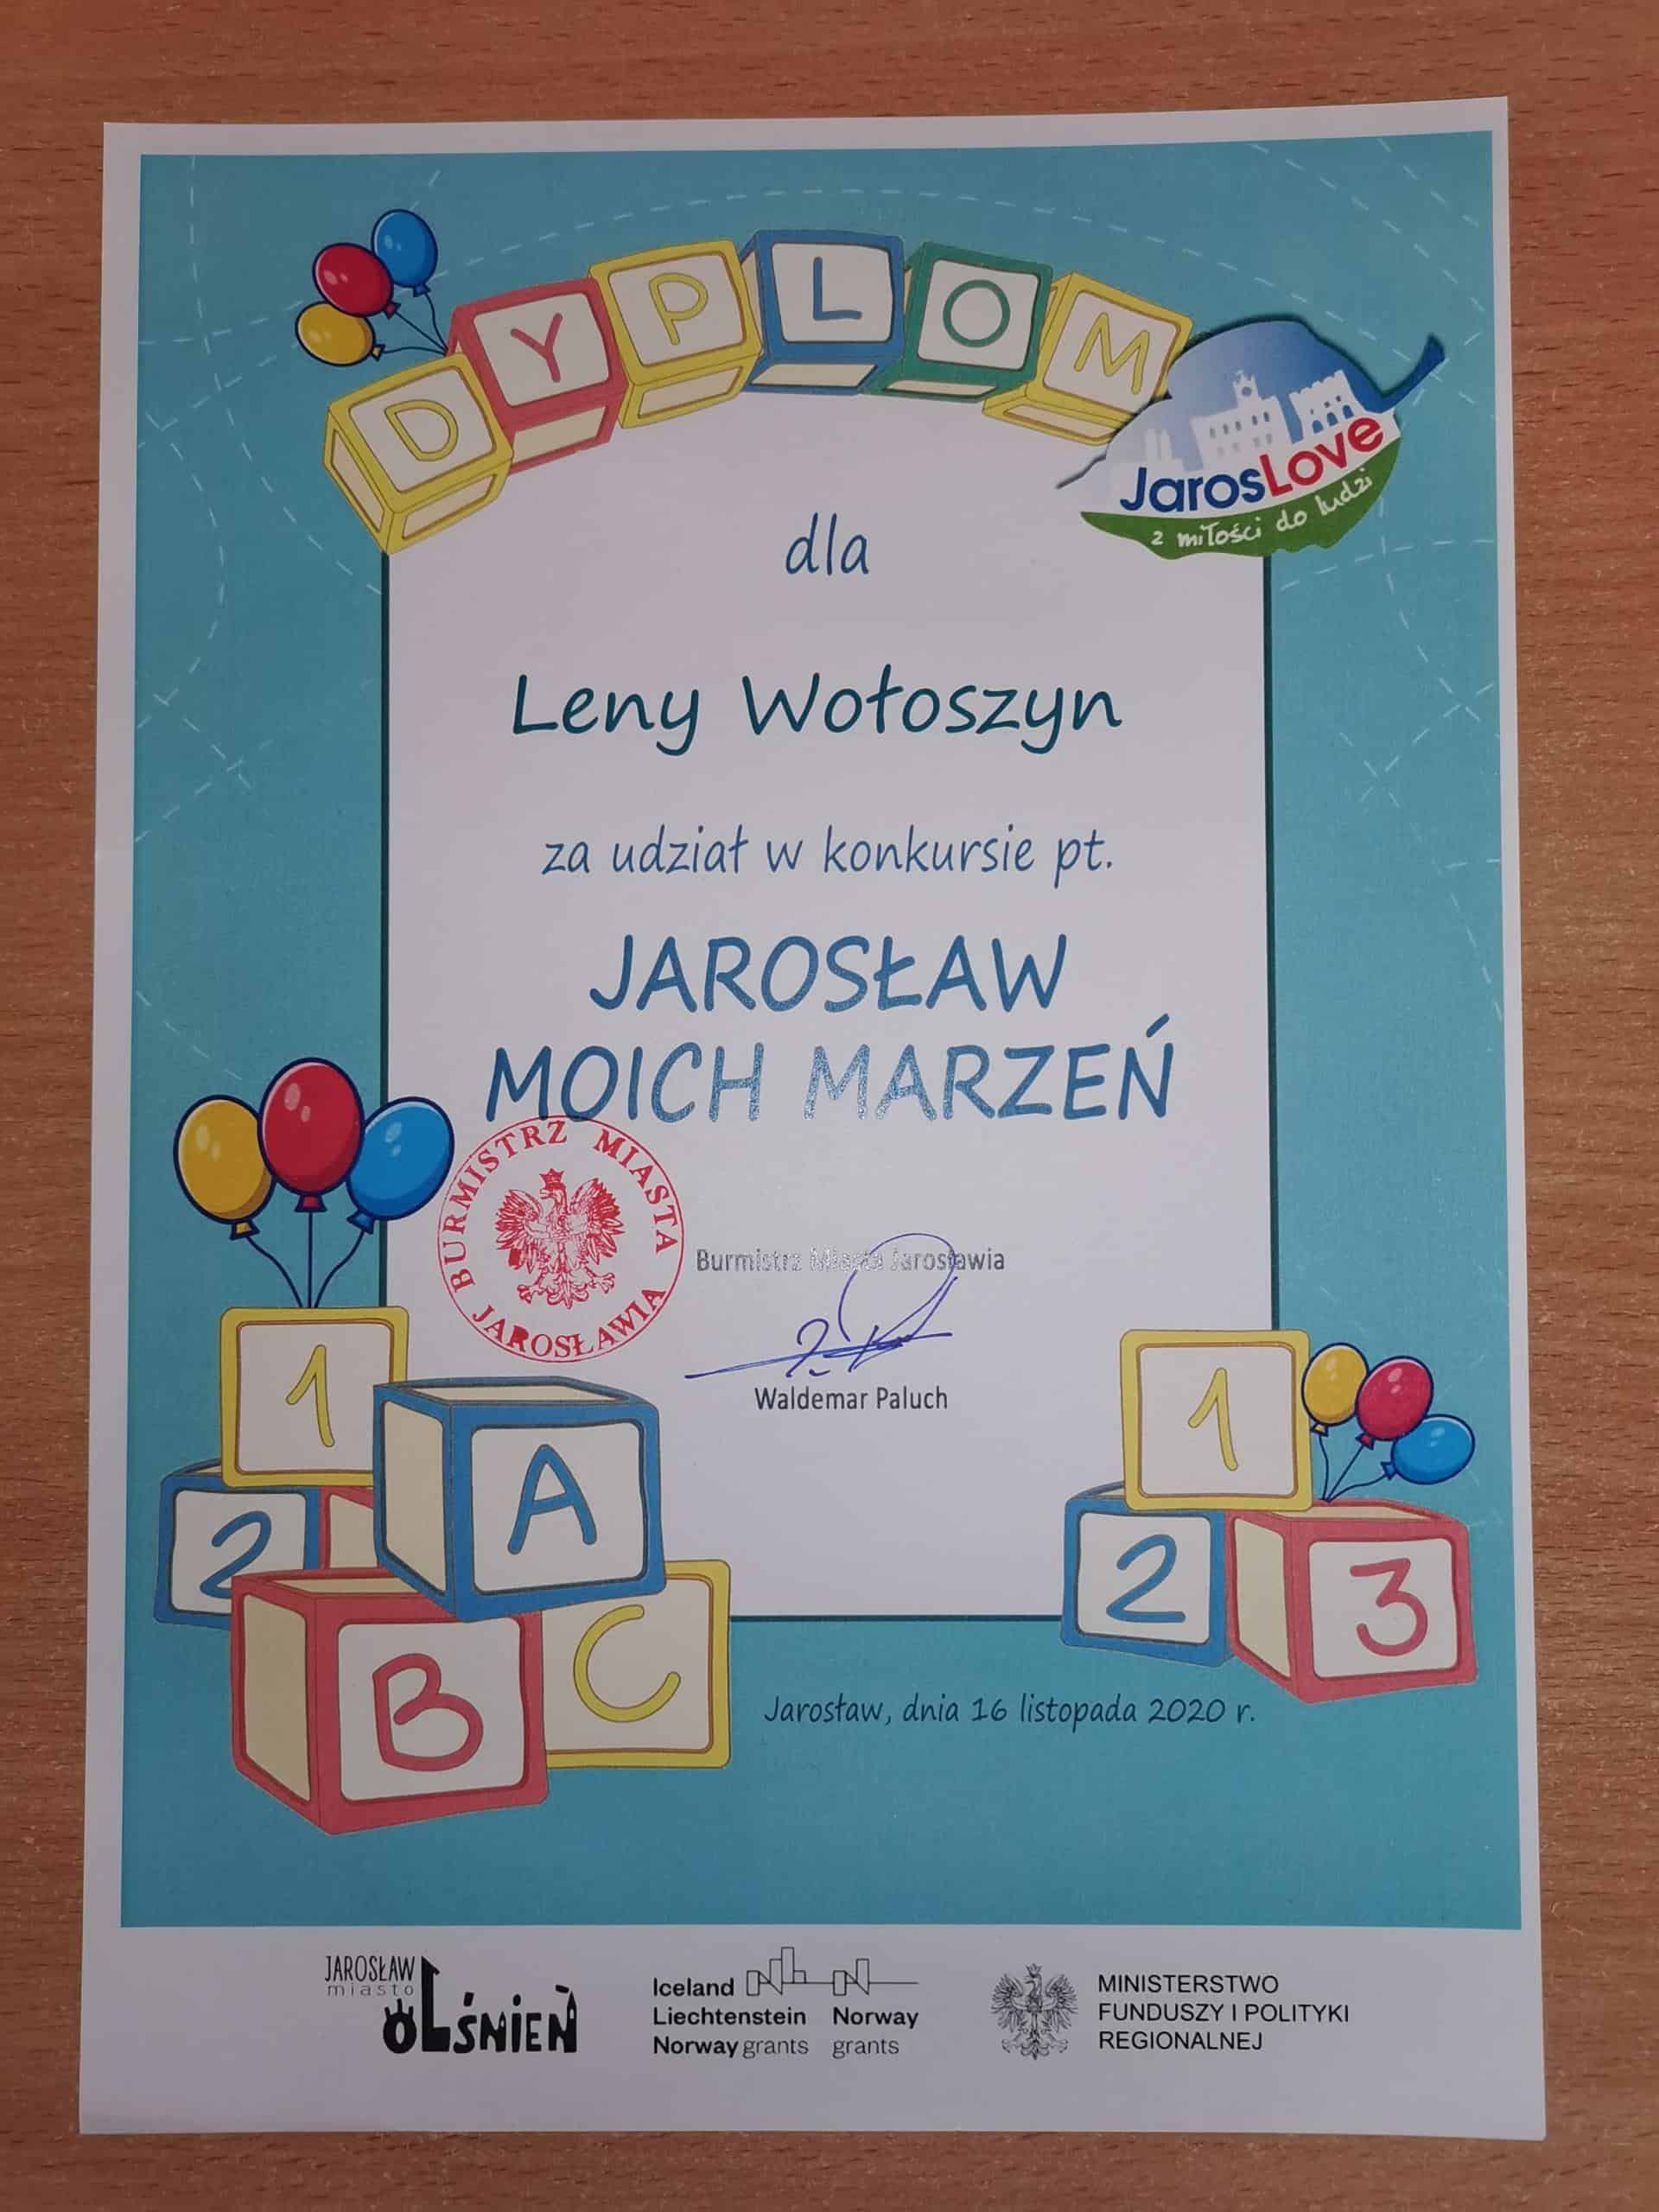 DYPLOM
JarosLove
z miłości do ludzi
dla
Leny Wołoszyn
za udział w konkursie pt.
JAROSŁAW
MOICH MARZEŃ
BURMISTRZ MIASTA JAROSŁAWIA
Burmistrz Miasta Jarosławia
Waldemar Paluch
1
2
A
B C
1
2 3
Jarosław, dnia 16 listopada 2020 r.
JAROSŁAW
miasto
OLŚNIEŃ
Iceland
Liechtenstein Norway
Norway grants grants
MINISTERSTWO
FUNDUSZY I POLITYKI
REGIONALNEJ